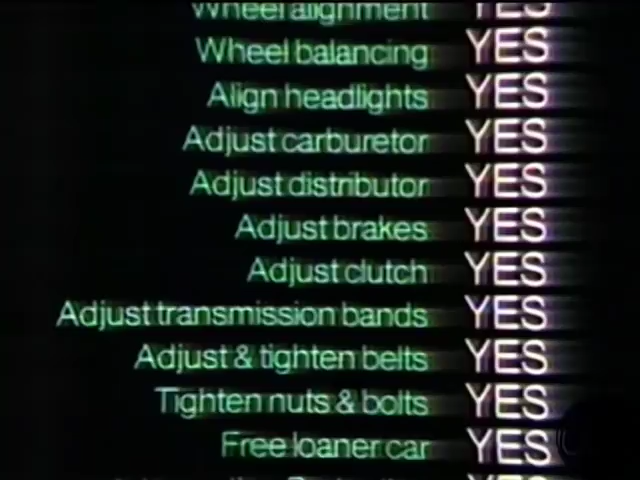 Wheel alignment YES
Wheel balancing YES
Align headlights YES
Adjust carburetor YES
Adjust distributor YES
Adjust brakes YES
Adjust clutch YES
Adjust transmission bands YES
Adjust & tighten belts YES
Tighten nuts & bolts YES
Free loaner car YES